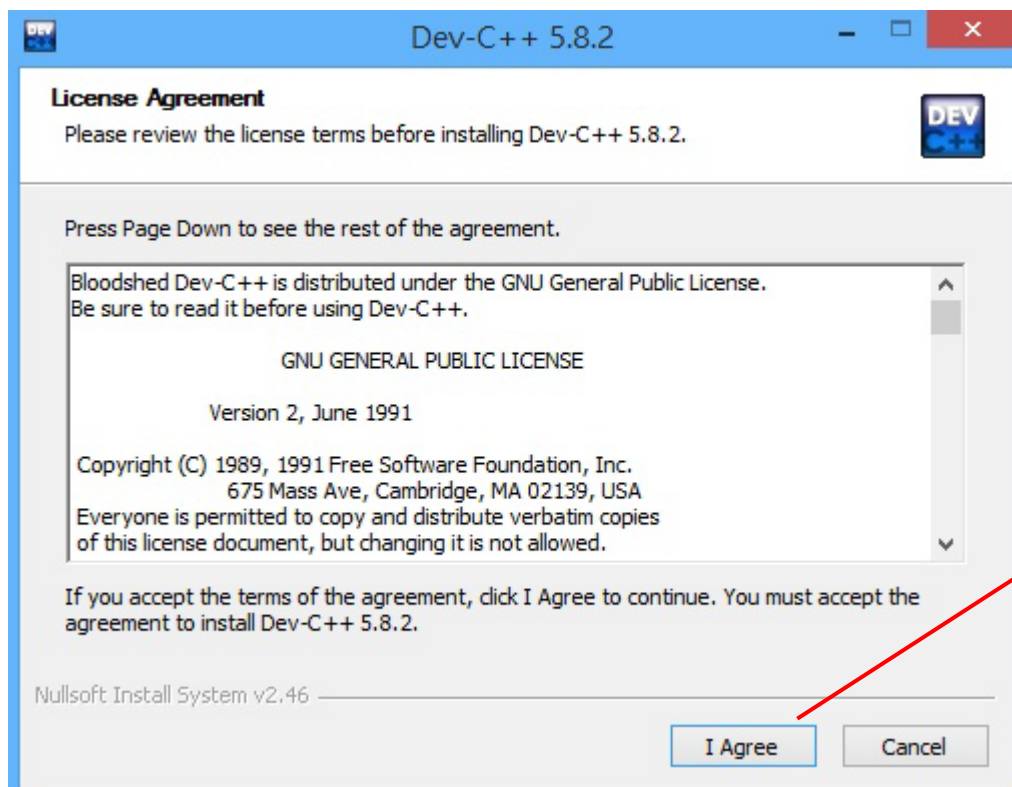 DEV C++
Dev-C++ 5.8.2
License Agreement
Please review the license terms before installing Dev-C++ 5.8.2.
DEV
C++
Press Page Down to see the rest of the agreement.
Bloodshed Dev-C++ is distributed under the GNU General Public License.
Be sure to read it before using Dev-C++.
GNU GENERAL PUBLIC LICENSE
Version 2, June 1991
Copyright (C) 1989, 1991 Free Software Foundation, Inc.
675 Mass Ave, Cambridge, MA 02139, USA
Everyone is permitted to copy and distribute verbatim copies
of this license document, but changing it is not allowed.
If you accept the terms of the agreement, click I Agree to continue. You must accept the
agreement to install Dev-C++ 5.8.2.
Nullsoft Install System v2.46
I Agree
Cancel